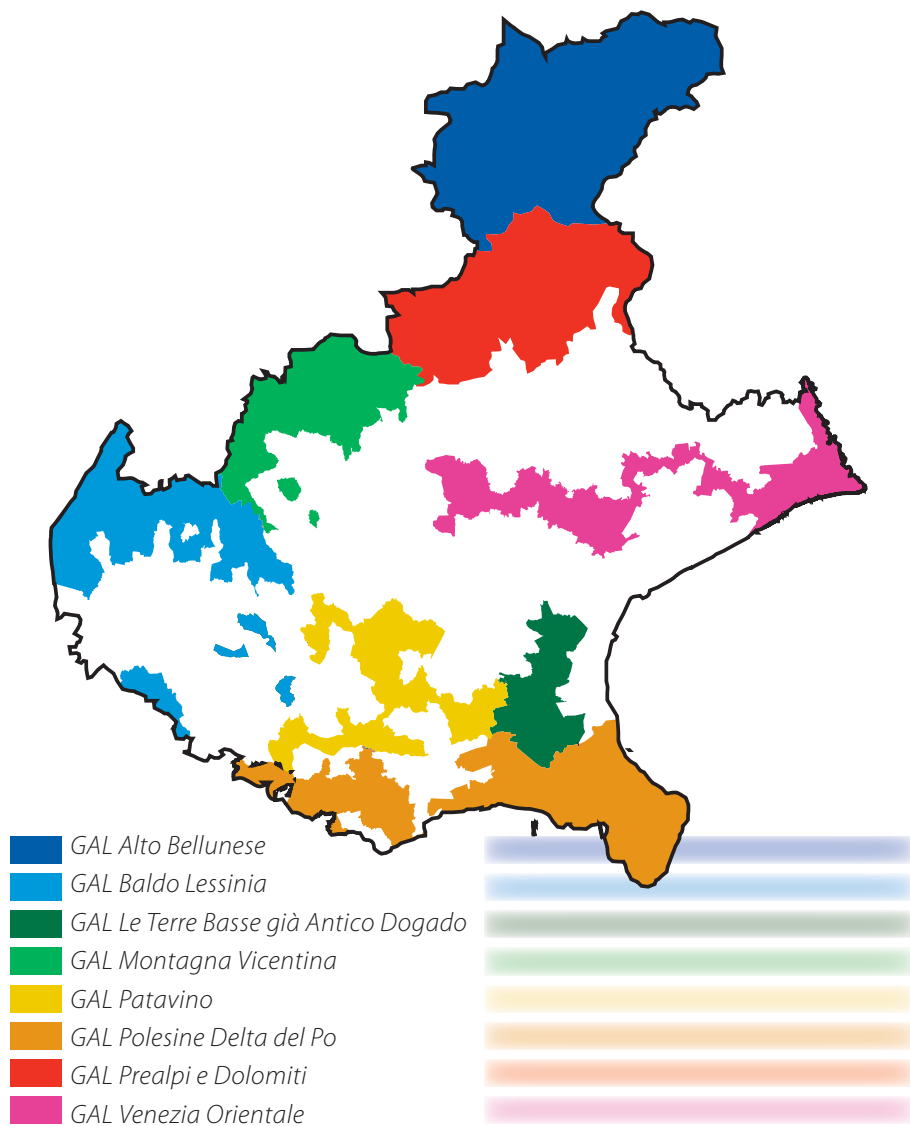 GAL Alto Bellunese
GAL Baldo Lessinia
GAL Le Terre Basse già Antico Dogado
GAL Montagna Vicentina
GAL Patavino
GAL Polesine Delta del Po
GAL Prealpi e Dolomiti
GAL Venezia Orientale